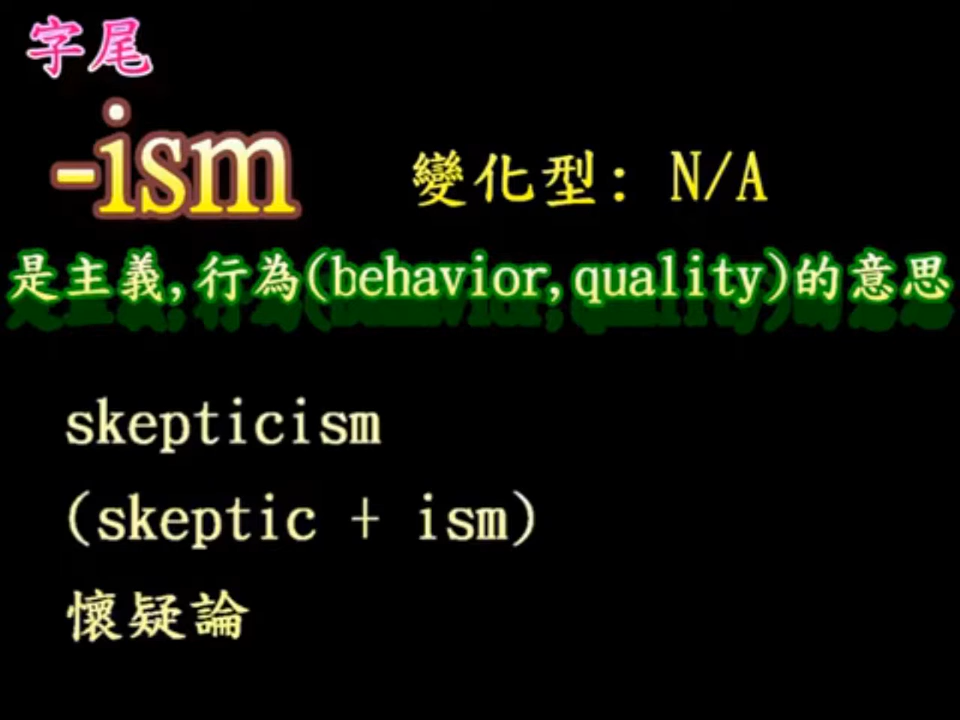 字尾
-ism 變化型: N/A
是主義,行為(behavior,quality)的意思
skepticism
(skeptic + ism)
懷疑論